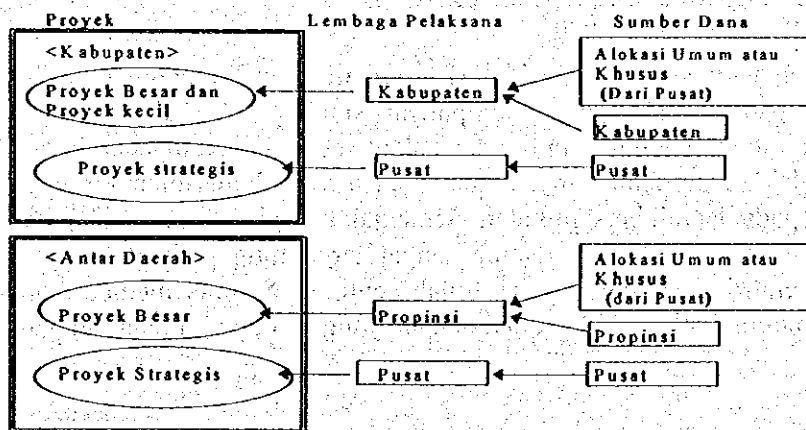 Proyek Lembaga Pelaksana Sumber Dana
<Kabupaten>
Proyek Besar dan
Proyek kecil
Kabupaten
Alokasi Umum atau
Khusus
(Dari Pusat)
Kabupaten
Proyek strategis
Pusat
Pusat
<Antar Daerah>
Proyek Besar
Propinsi
Alokasi Umum atau
Khusus
(dari Pusat)
Propinsi
Proyek Strategis
Pusat
Pusat